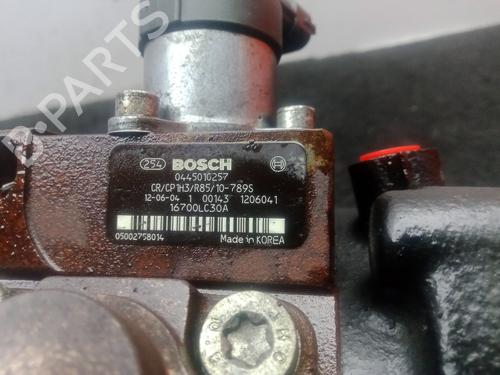 B-PARTS
254 BOSCH
0445010257
CR/CP1H3/R85/10-789S
12-06-04 1 00143 1206041
16700LC30A
05002758014 Made in KOREA